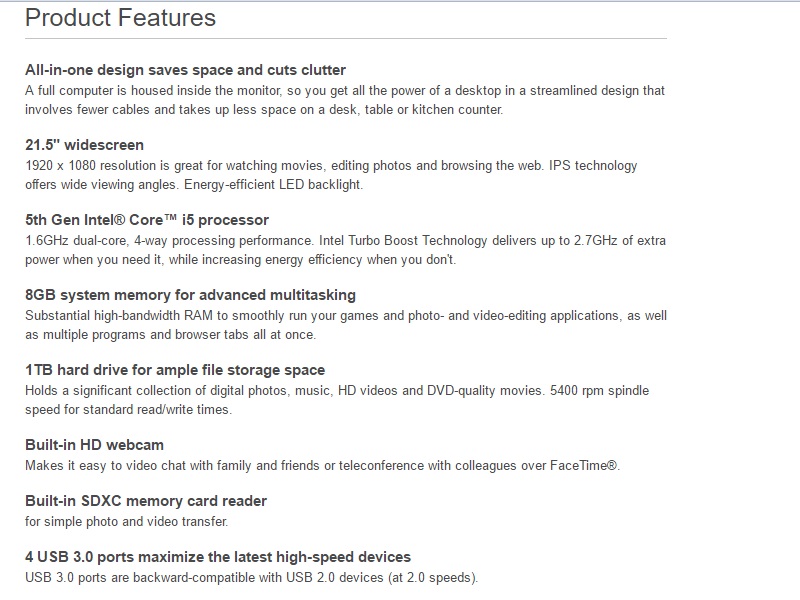 Product Features
All-in-one design saves space and cuts clutter
A full computer is housed inside the monitor, so you get all the power of a desktop in a streamlined design that
involves fewer cables and takes up less space on a desk, table or kitchen counter.
21.5" widescreen
1920 x 1080 resolution is great for watching movies, editing photos and browsing the web. IPS technology
offers wide viewing angles. Energy-efficient LED backlight.
5th Gen Intel® Core™ i5 processor
1.6GHz dual-core, 4-way processing performance. Intel Turbo Boost Technology delivers up to 2.7GHz of extra
power when you need it, while increasing energy efficiency when you don't.
8GB system memory for advanced multitasking
Substantial high-bandwidth RAM to smoothly run your games and photo- and video-editing applications, as well
as multiple programs and browser tabs all at once.
1TB hard drive for ample file storage space
Holds a significant collection of digital photos, music, HD videos and DVD-quality movies. 5400 rpm spindle
speed for standard read/write times.
Built-in HD webcam
Makes it easy to video chat with family and friends or teleconference with colleagues over FaceTime®.
Built-in SDXC memory card reader
for simple photo and video transfer.
4 USB 3.0 ports maximize the latest high-speed devices
USB 3.0 ports are backward-compatible with USB 2.0 devices (at 2.0 speeds).